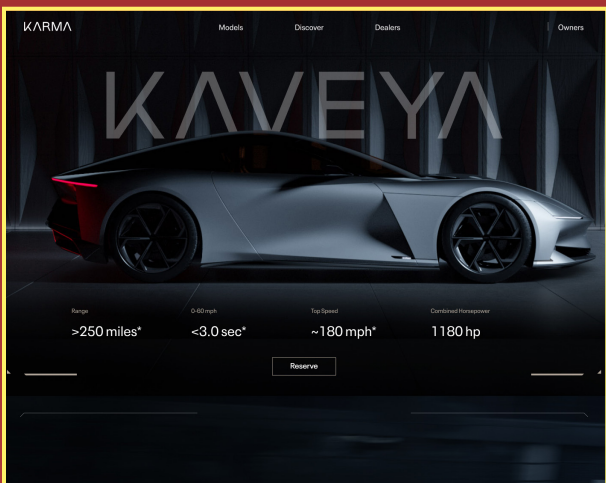 KARMA
Models Discover Dealers Owners
KAVEYA
Range 0-60 mph Top Speed Combined Horsepower
>250 miles* <3.0 sec* ~180 mph* 1180 hp
Reserve